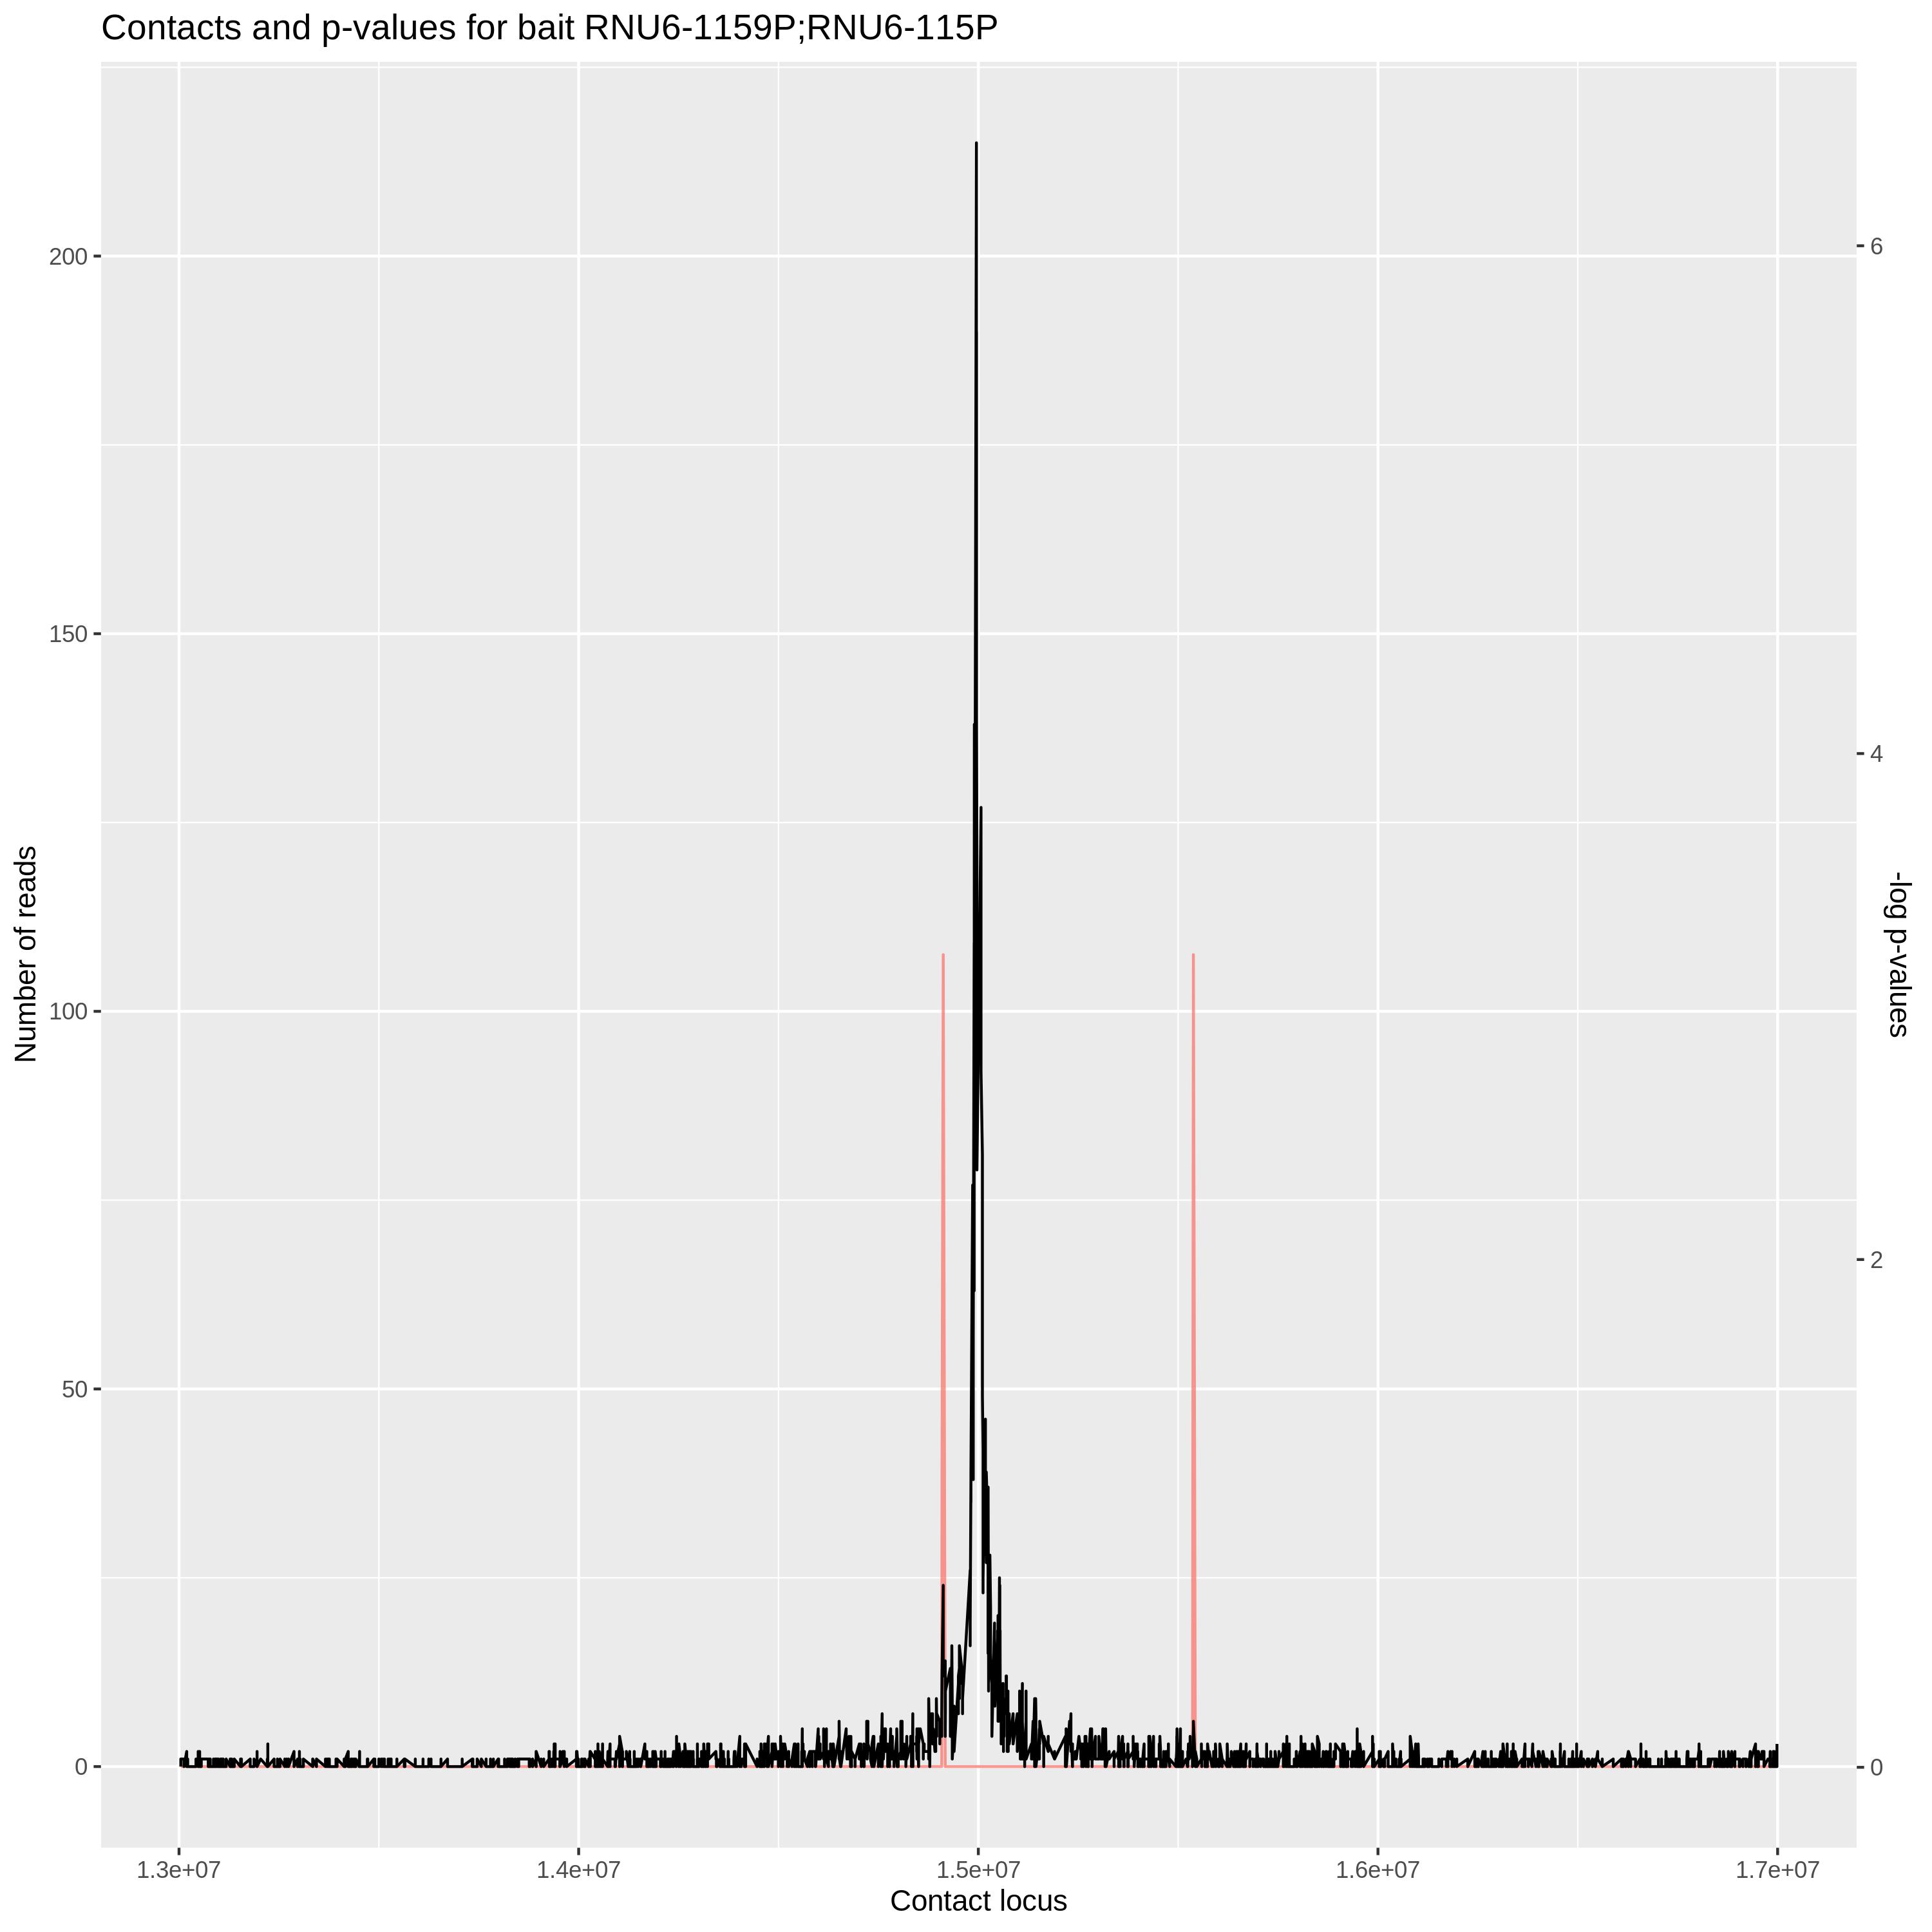 Contacts and p-values for bait RNU6-1159P;RNU6-115P
200
150
100
50
0
Number of reads
6
4
2
0
-log p-values
1.3e+07
1.4e+07
1.5e+07
1.6e+07
1.7e+07
Contact locus